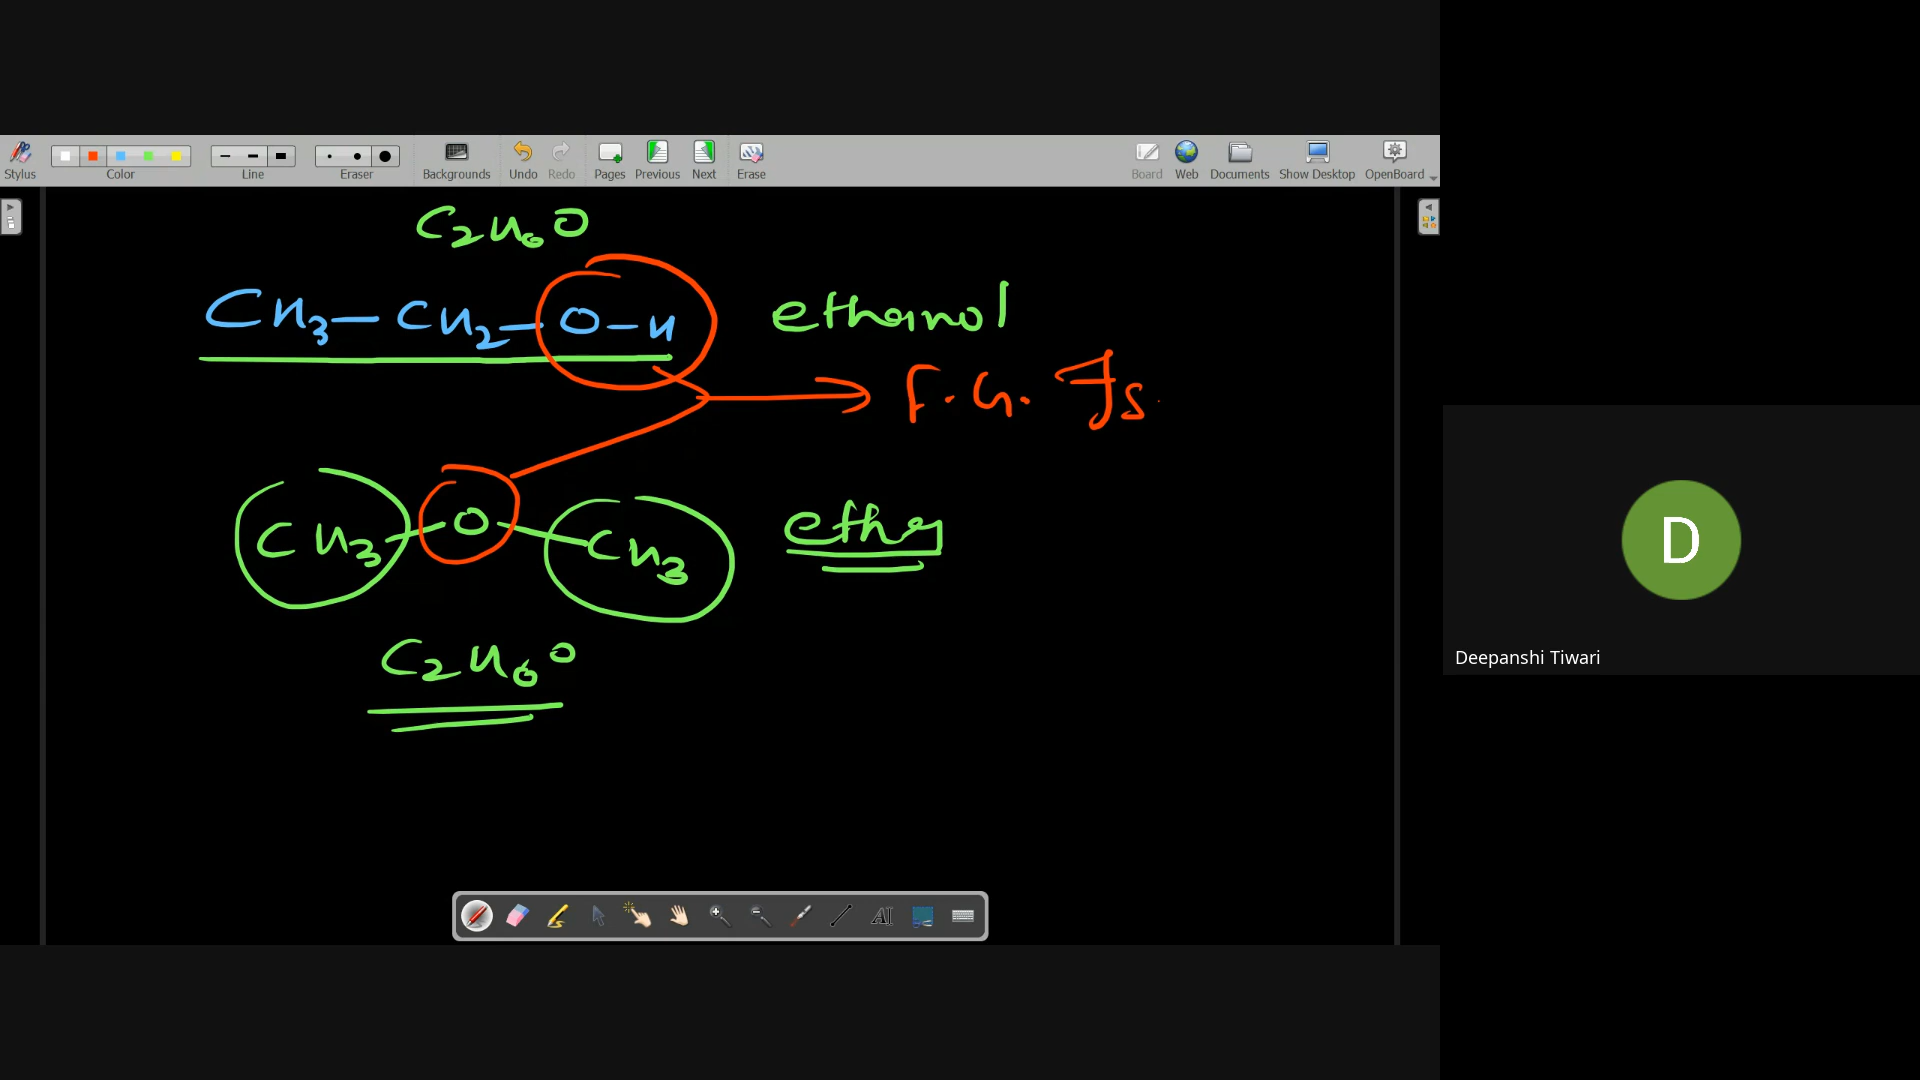 Stylus Color Line Eraser Backgrounds Undo Redo Pages Previous Next Erase Board Web Documents Show Desktop OpenBoard
C2H6O
CH3—CH2—O—H ethanol
F.G. Is
CH3—O—CH3 ether
C2H6O
D
Deepanshi Tiwari